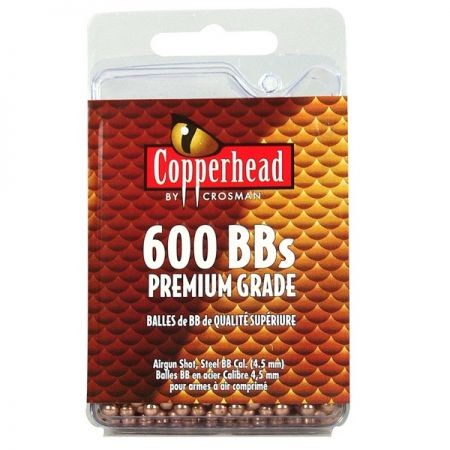 Copperhead
BY CROSMAN
600 BBs
PREMIUM GRADE
BALLES de BB de QUALITÉ SUPÉRIEURE
Airgun Shot, Steel BB Cal. (4.5 mm)
Balles BB en acier Calibre 4,5 mm
pour armes à air comprimé